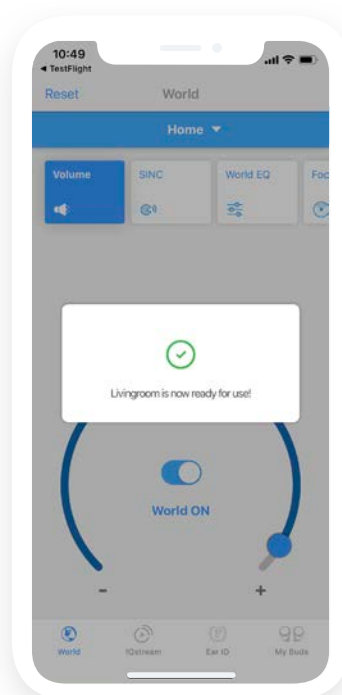 10:49
◀ TestFlight
Reset World
Home ▼
Volume SINC World EQ Foc
Livingroom is now ready for use!
World ON
- +
World IQstream Ear ID My Buds